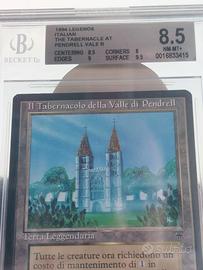 BECKETT
1994 LEGENDS
ITALIAN
THE TABERNACLE AT
PENDRELL VALE R
CENTERING 8.5 CORNERS 8
EDGES 9 SURFACE 9.5
8.5
NM-MT+
0016833415
Il Tabernacolo della Valle di Pendrell
Terra Leggendaria
Tutte le creature ora richiedono un
costo di mantenimento di 1 in
subito